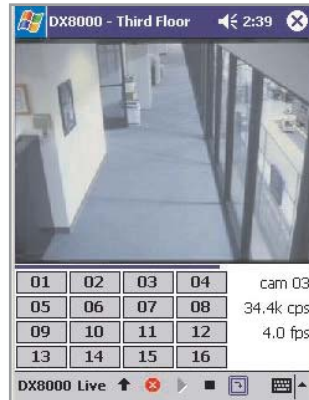 DX8000 - Third Floor 2:39
01 02 03 04 cam 03
05 06 07 08 34.4k cps
09 10 11 12 4.0 fps
13 14 15 16
DX8000 Live